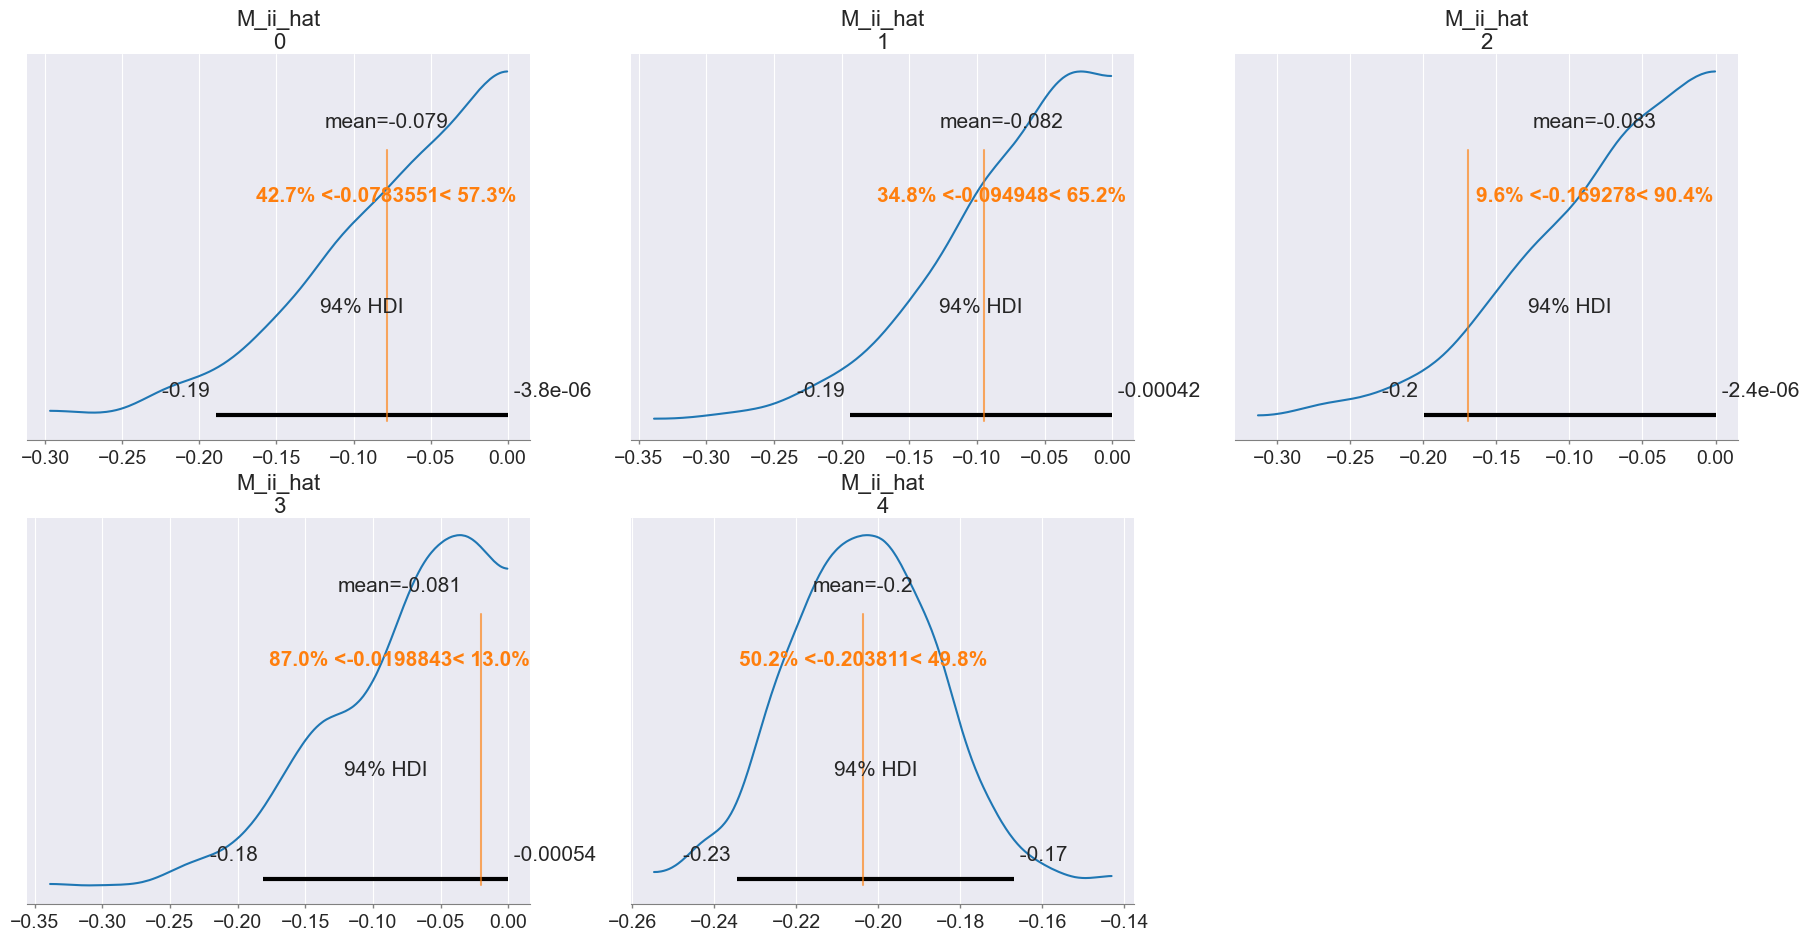 M_ii_hat
0
mean=-0.079
42.7% <-0.0783551< 57.3%
94% HDI
-0.19
-3.8e-06
−0.30 −0.25 −0.20 −0.15 −0.10 −0.05 0.00
M_ii_hat
1
mean=-0.082
34.8% <-0.094948< 65.2%
94% HDI
-0.19
-0.00042
−0.35 −0.30 −0.25 −0.20 −0.15 −0.10 −0.05 0.00
M_ii_hat
2
mean=-0.083
9.6% <-0.169278< 90.4%
94% HDI
-0.2
-2.4e-06
−0.30 −0.25 −0.20 −0.15 −0.10 −0.05 0.00
M_ii_hat
3
mean=-0.081
87.0% <-0.0198843< 13.0%
94% HDI
-0.18
-0.00054
−0.35 −0.30 −0.25 −0.20 −0.15 −0.10 −0.05 0.00
M_ii_hat
4
mean=-0.2
50.2% <-0.203811< 49.8%
94% HDI
-0.23
-0.17
−0.26 −0.24 −0.22 −0.20 −0.18 −0.16 −0.14